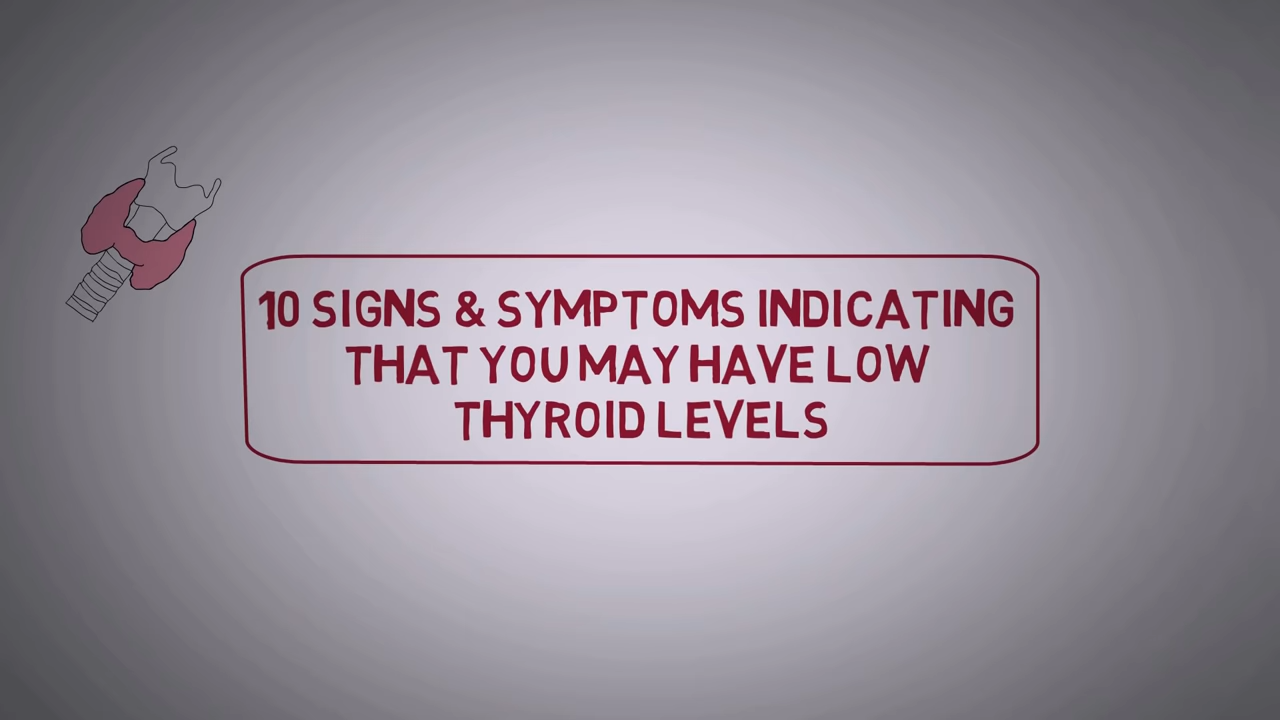 10 SIGNS & SYMPTOMS INDICATING
THAT YOU MAY HAVE LOW
THYROID LEVELS